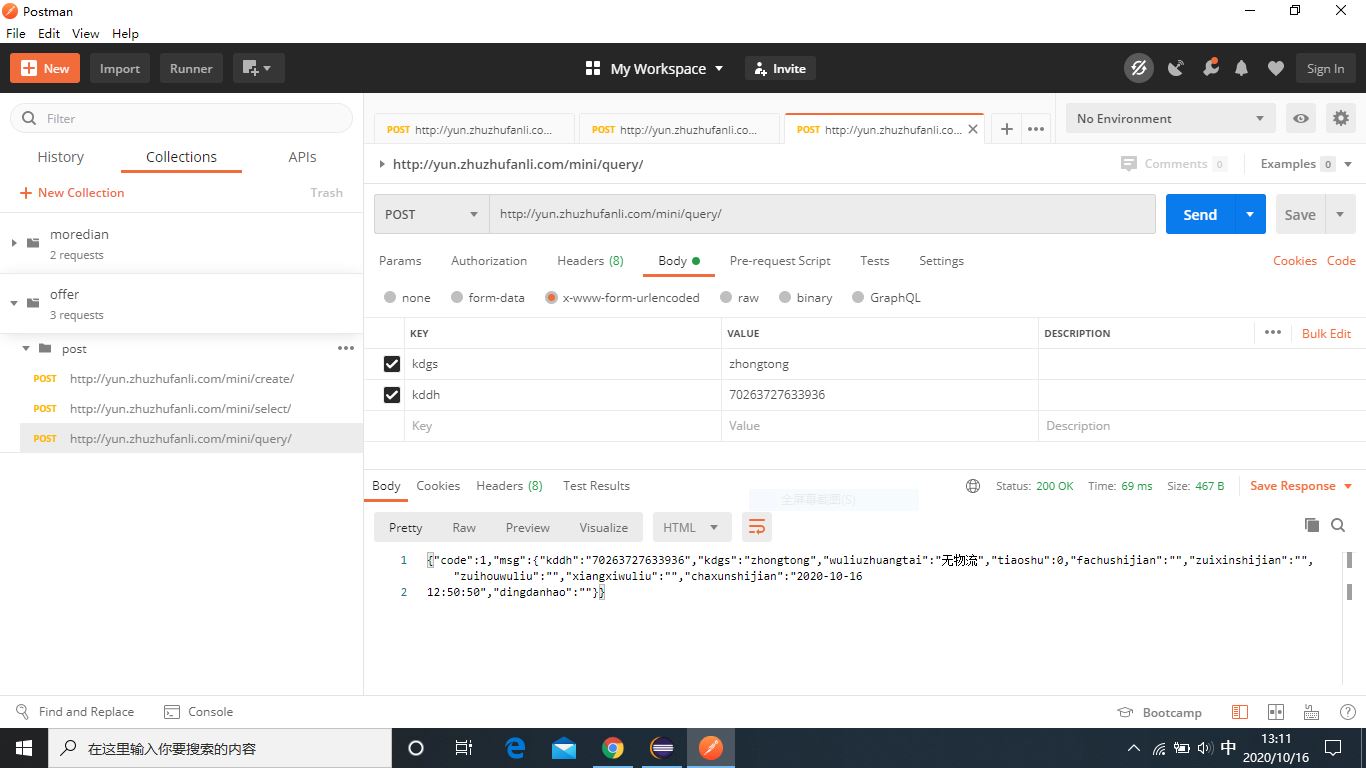 Postman
File Edit View Help
New Import Runner My Workspace Invite Sign In
Filter
History Collections APIs
New Collection Trash
moredian
2 requests
offer
3 requests
post
POST http://yun.zhuzhufanli.com/mini/create/
POST http://yun.zhuzhufanli.com/mini/select/
POST http://yun.zhuzhufanli.com/mini/query/
POST http://yun.zhuzhufanli.co... POST http://yun.zhuzhufanli.co... POST http://yun.zhuzhufanli.co... No Environment
http://yun.zhuzhufanli.com/mini/query/ Comments 0 Examples 0
POST http://yun.zhuzhufanli.com/mini/query/ Send Save
Params Authorization Headers (8) Body Pre-request Script Tests Settings Cookies Code
none form-data x-www-form-urlencoded raw binary GraphQL
KEY VALUE DESCRIPTION Bulk Edit
kdgs zhongtong
kddh 70263727633936
Key Value Description
Body Cookies Headers (8) Test Results Status: 200 OK Time: 69 ms Size: 467 B Save Response
全屏幕截图(S)
Pretty Raw Preview Visualize HTML
1 {"code":1,"msg":{"kddh":"70263727633936","kdgs":"zhongtong","wuliuzhuangtai":"无物流","tiaoshu":0,"fachushijian":"","zuixinshijian":"",
"zuihouwuliu":"","xiangxiwuliu":"","chaxunshijian":"2020-10-16
2 12:50:50","dingdanhao":""}}
Find and Replace Console Bootcamp
在这里输入你要搜索的内容 中 13:11
2020/10/16